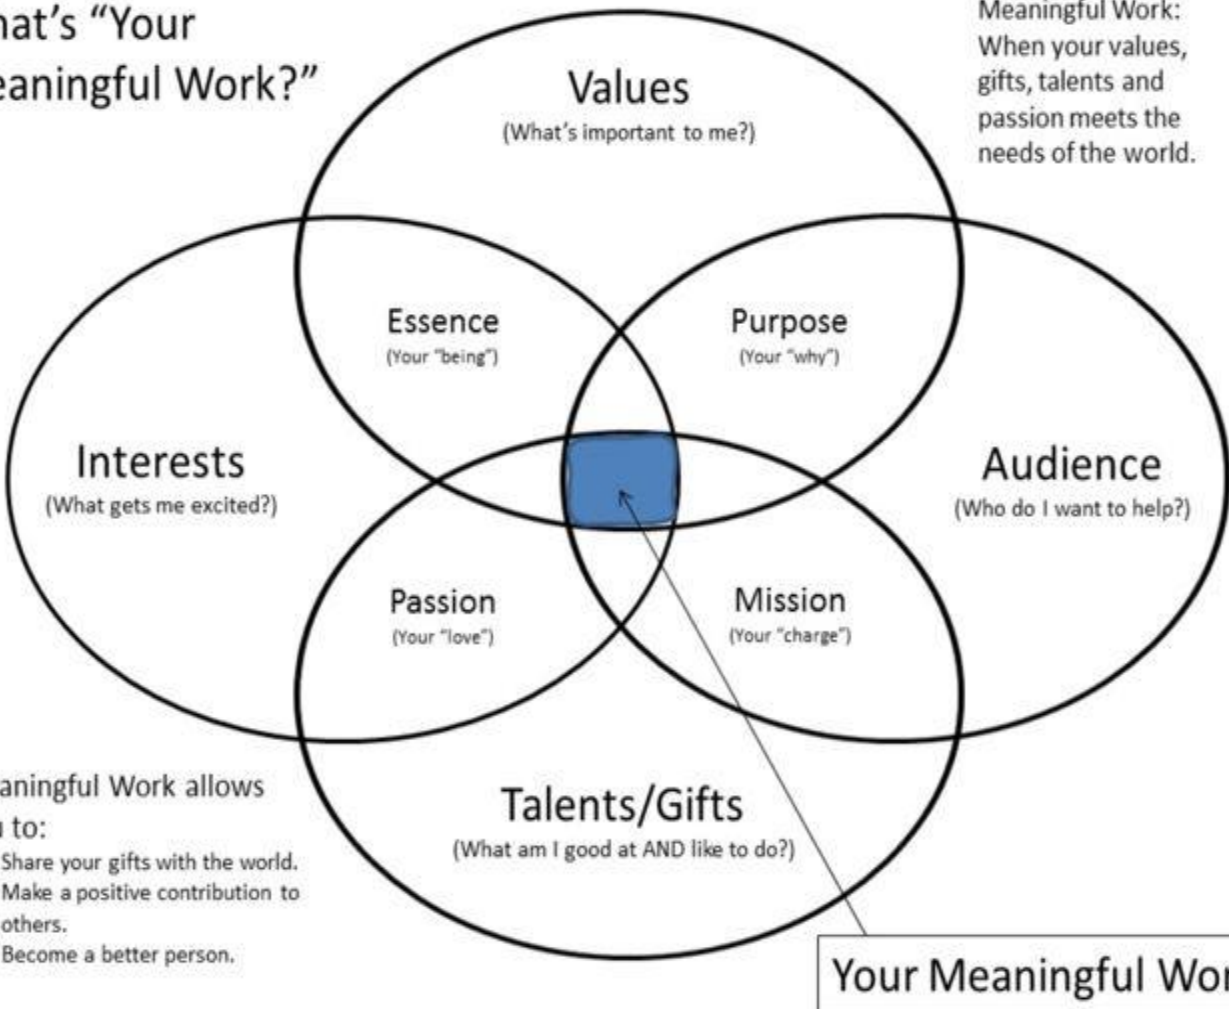 hat's “Your
eaningful Work?”
Meaningful Work:
When your values,
gifts, talents and
passion meets the
needs of the world.
Values
(What's important to me?)
Essence
(Your “being”)
Purpose
(Your “why”)
Interests
(What gets me excited?)
Audience
(Who do I want to help?)
Passion
(Your “love”)
Mission
(Your “charge”)
Talents/Gifts
(What am I good at AND like to do?)
aningful Work allows
u to:
Share your gifts with the world.
Make a positive contribution to
others.
Become a better person.
Your Meaningful Wor